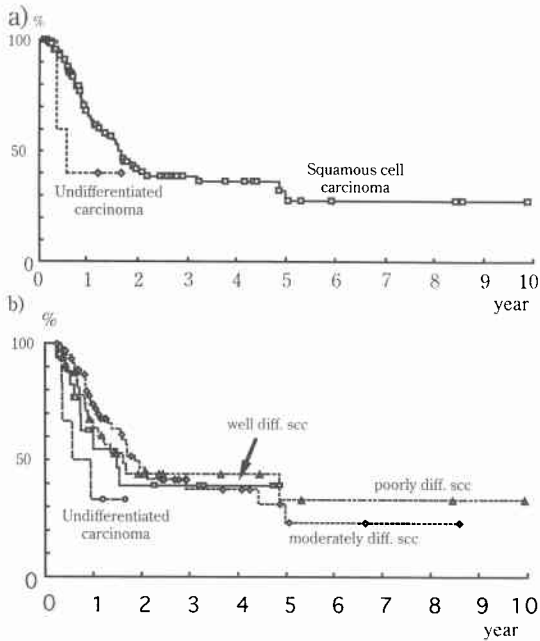 a)
%
100
50
0
Squamous cell
carcinoma
Undifferentiated
carcinoma
0 1 2 3 4 5 6 7 8 9 10
year
b)
%
100
50
0
well diff. scc
poorly diff. scc
Undifferentiated
carcinoma
moderately diff. scc
0 1 2 3 4 5 6 7 8 9 10
year